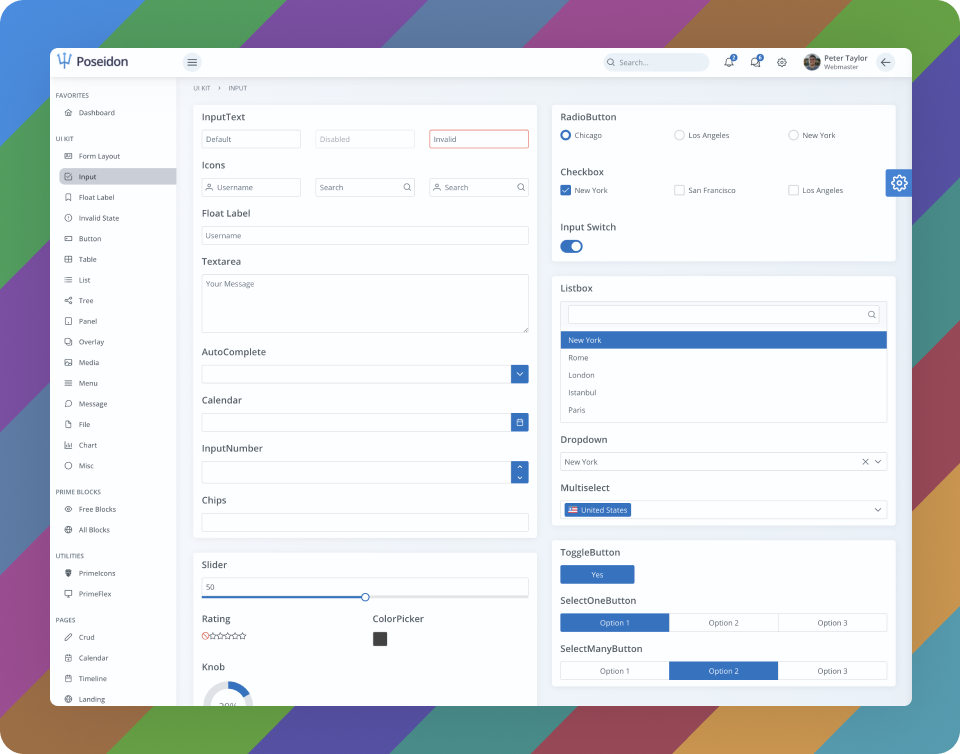 Poseidon
Search...
2
6
Peter Taylor
Webmaster
FAVORITES
Dashboard
UI KIT
Form Layout
Input
Float Label
Invalid State
Button
Table
List
Tree
Panel
Overlay
Media
Menu
Message
File
Chart
Misc
PRIME BLOCKS
Free Blocks
All Blocks
UTILITIES
PrimeIcons
PrimeFlex
PAGES
Crud
Calendar
Timeline
Landing
UI KIT > INPUT
InputText
Default Disabled Invalid
Icons
Username Search Search
Float Label
Username
Textarea
Your Message
AutoComplete
Calendar
InputNumber
Chips
Slider
50
Rating ColorPicker
Knob
RadioButton
Chicago Los Angeles New York
Checkbox
New York San Francisco Los Angeles
Input Switch
Listbox
New York
Rome
London
Istanbul
Paris
Dropdown
New York
Multiselect
United States
ToggleButton
Yes
SelectOneButton
Option 1 Option 2 Option 3
SelectManyButton
Option 1 Option 2 Option 3